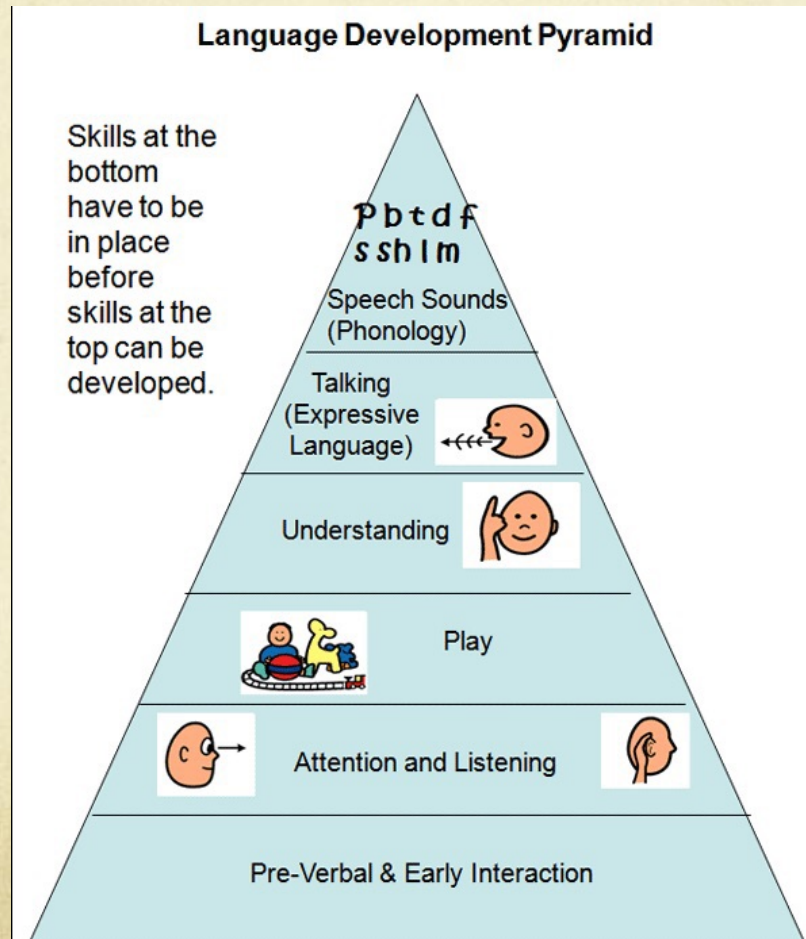 Language Development Pyramid
Skills at the
bottom
have to be
in place
before
skills at the
top can be
developed.
P b t d f
s sh l m
Speech Sounds
(Phonology)
Talking
(Expressive
Language)
Understanding
Play
Attention and Listening
Pre-Verbal & Early Interaction